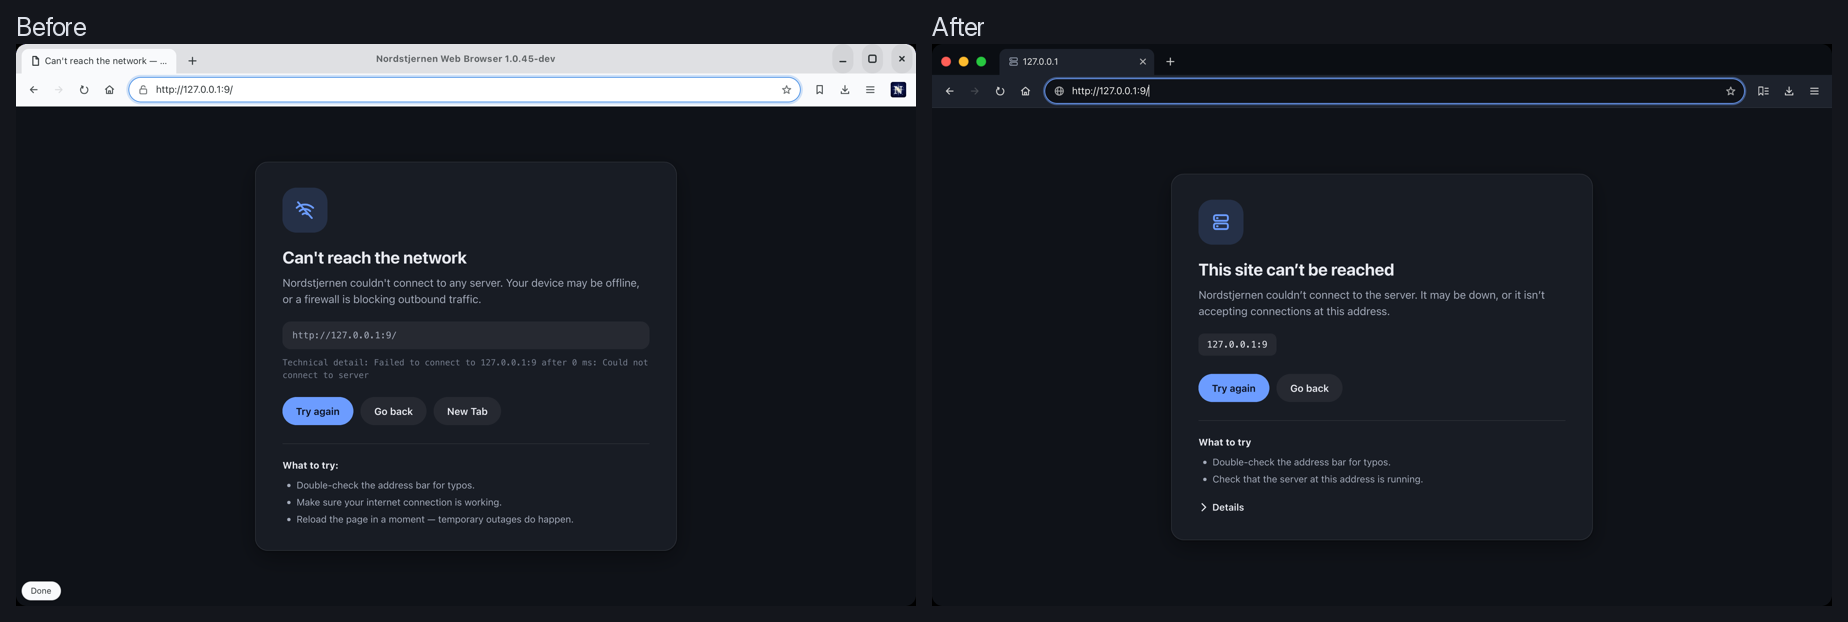 Before
Can't reach the network — ...
Nordstjernen Web Browser 1.0.45-dev
http://127.0.0.1:9/
Can't reach the network
Nordstjernen couldn't connect to any server. Your device may be offline,
or a firewall is blocking outbound traffic.
http://127.0.0.1:9/
Technical detail: Failed to connect to 127.0.0.1:9 after 0 ms: Could not
connect to server
Try again
Go back
New Tab
What to try:
• Double-check the address bar for typos.
• Make sure your internet connection is working.
• Reload the page in a moment — temporary outages do happen.
Done
After
127.0.0.1
http://127.0.0.1:9/
This site can’t be reached
Nordstjernen couldn’t connect to the server. It may be down, or it isn’t
accepting connections at this address.
127.0.0.1:9
Try again
Go back
What to try
• Double-check the address bar for typos.
• Check that the server at this address is running.
Details